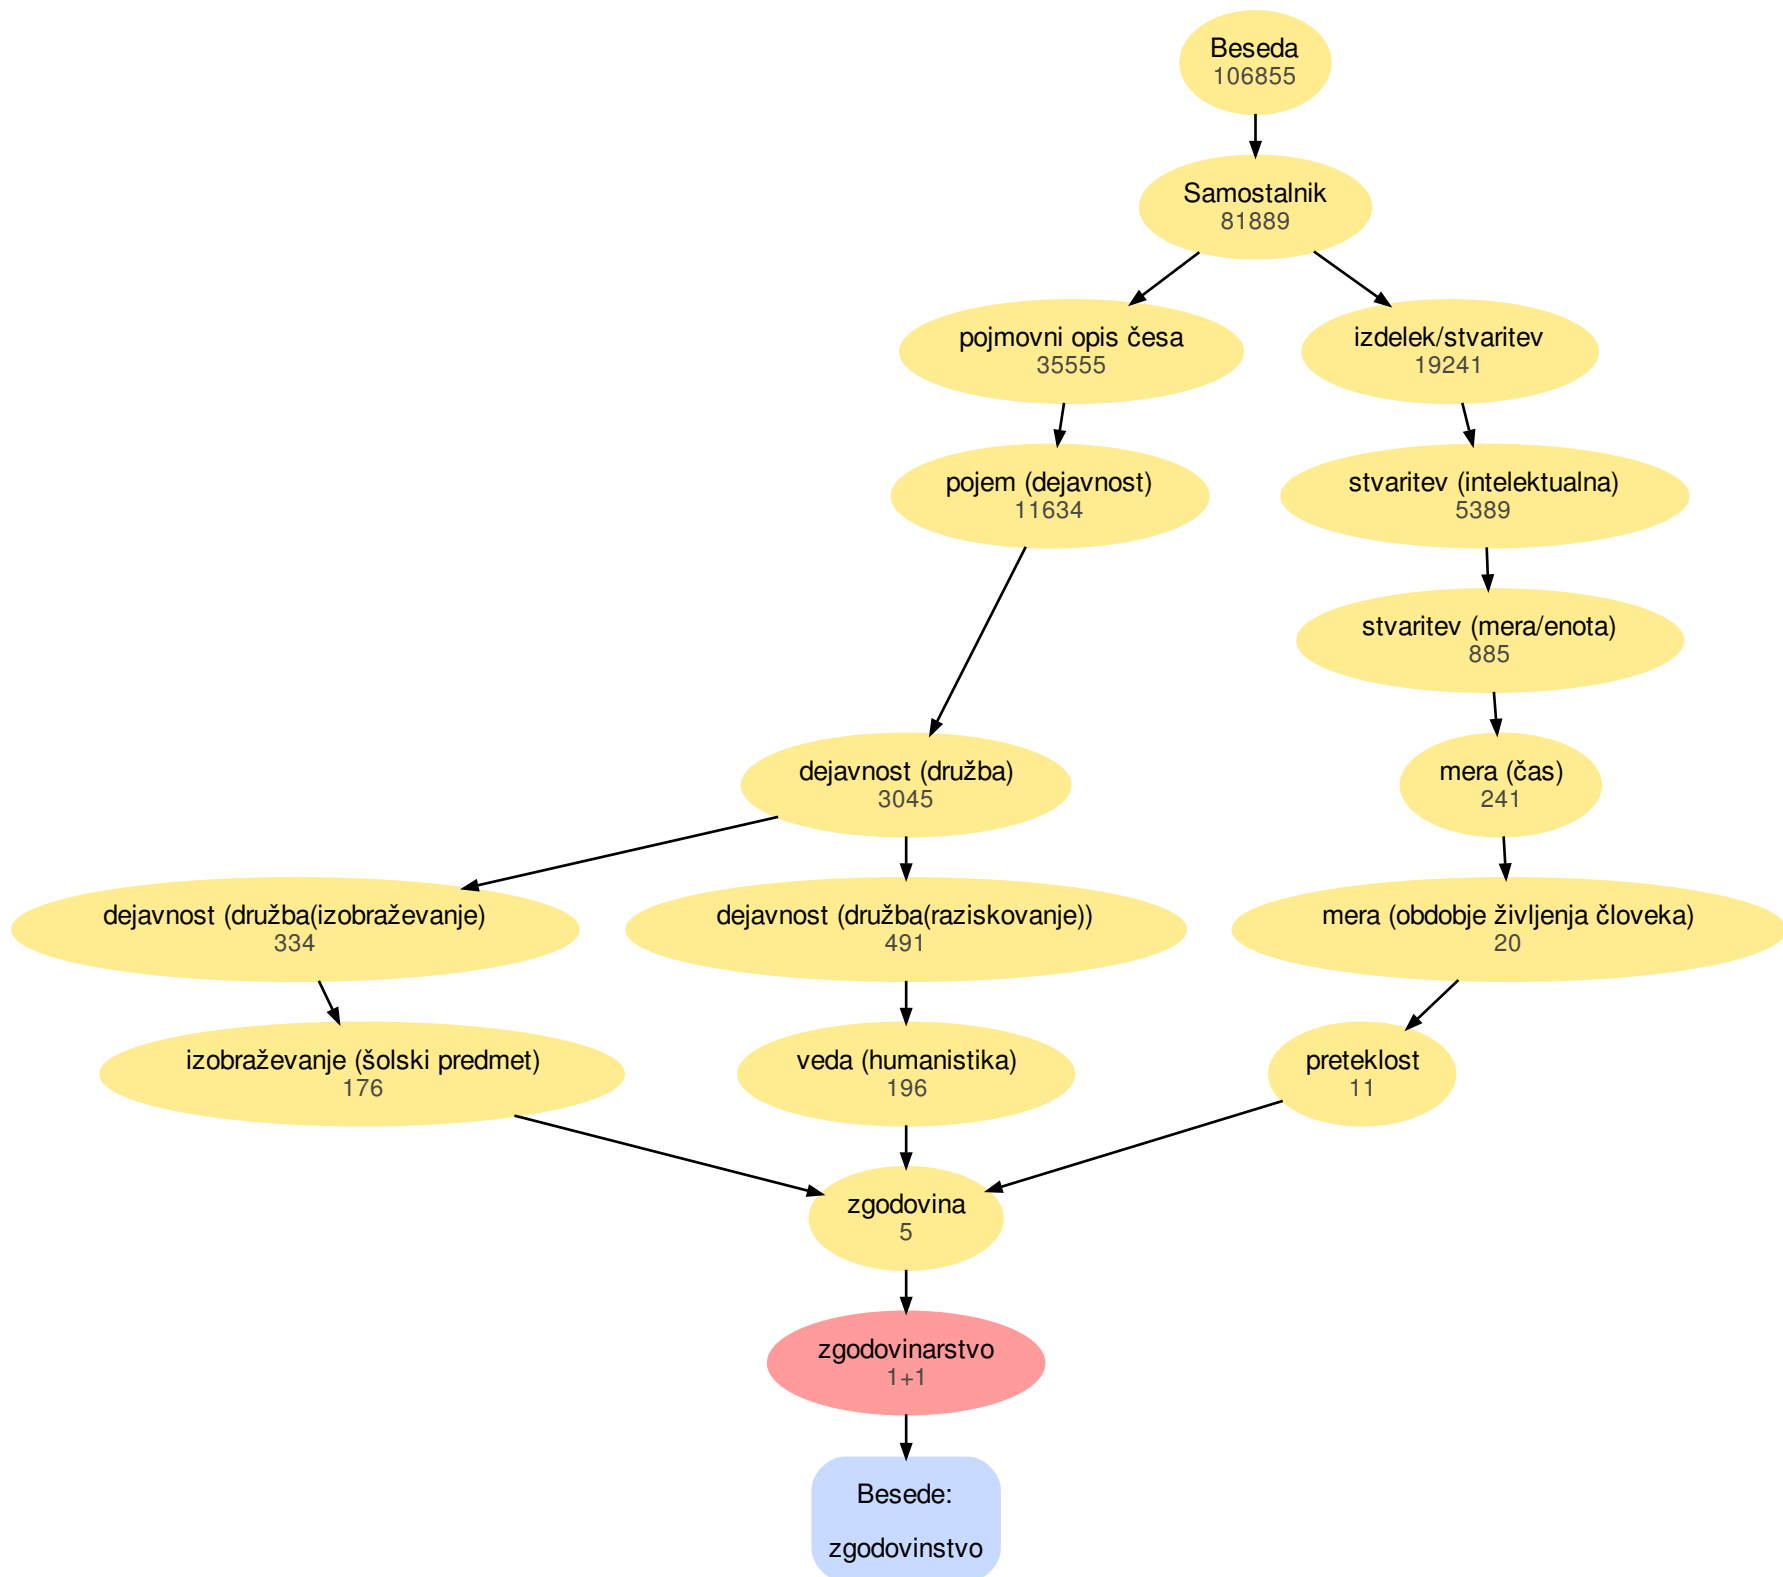 Beseda
106855
Samostalnik
81889
pojmovni opis česa
35555
izdelek/stvaritev
19241
pojem (dejavnost)
11634
stvaritev (intelektualna)
5389
stvaritev (mera/enota)
885
dejavnost (družba)
3045
mera (čas)
241
dejavnost (družba(izobraževanje)
334
dejavnost (družba(raziskovanje))
491
mera (obdobje življenja človeka)
20
izobraževanje (šolski predmet)
176
veda (humanistika)
196
preteklost
11
zgodovina
5
zgodovinarstvo
1+1
Besede:
zgodovinstvo